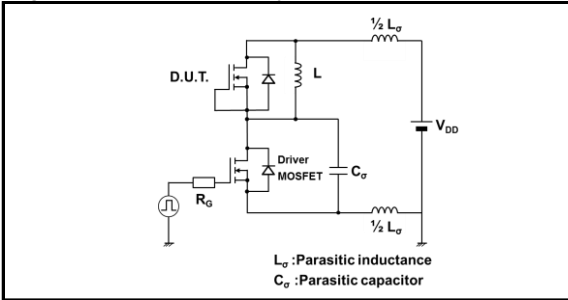 ½ Lσ
D.U.T.
L
VDD
Driver
MOSFET
Cσ
RG
½ Lσ
Lσ :Parasitic inductance
Cσ :Parasitic capacitor